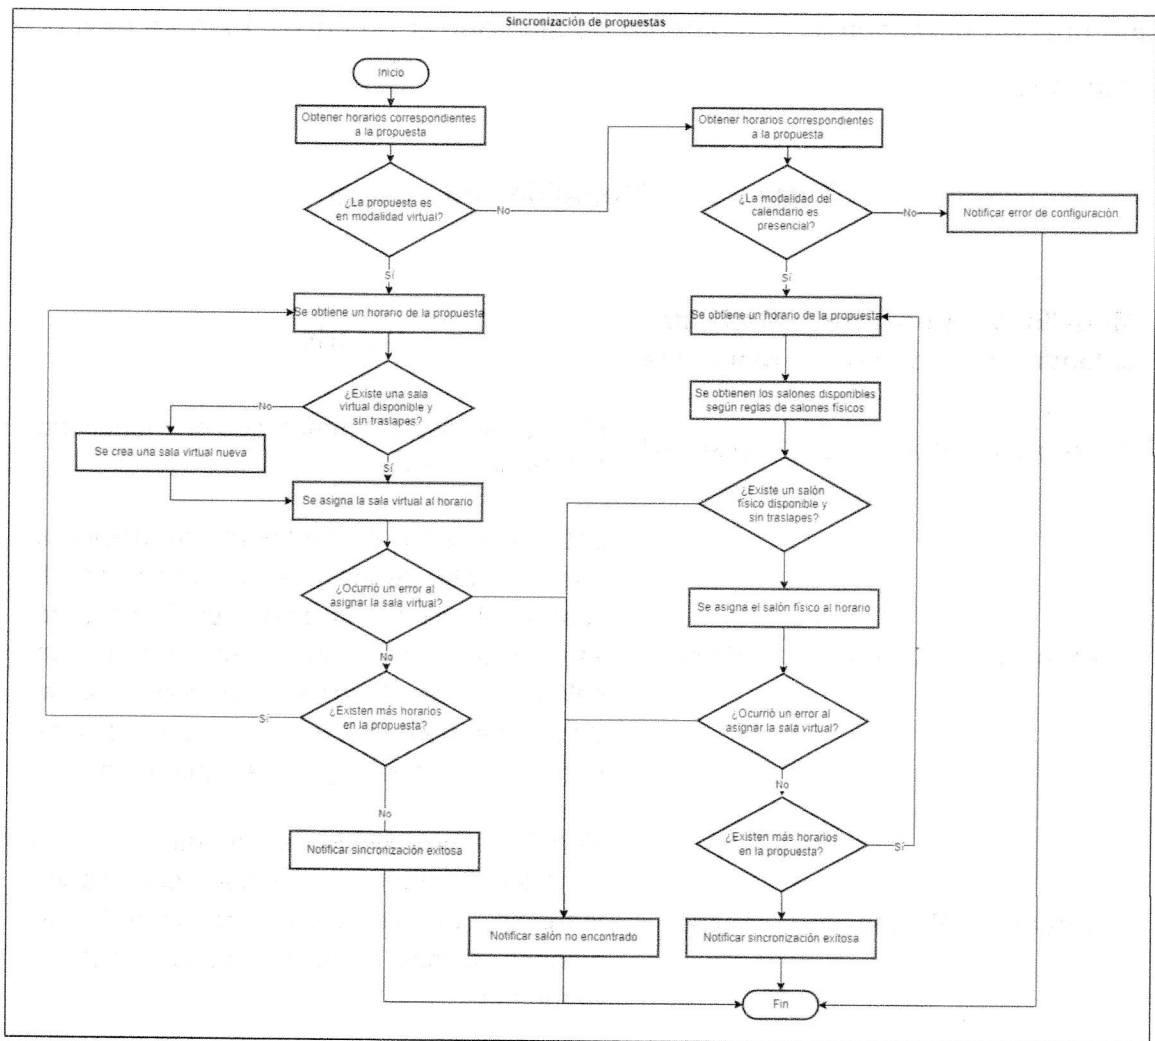 Sincronización de propuestas
Inicio
Obtener horarios correspondientes
a la propuesta
¿La propuesta es
en modalidad virtual?
No
Sí
Se obtiene un horario de la propuesta
¿Existe una sala
virtual disponible y
sin traslapes?
No
Se crea una sala virtual nueva
Sí
Se asigna la sala virtual al horario
¿Ocurrió un error al
asignar la sala virtual?
No
¿Existen más horarios
en la propuesta?
Sí
No
Notificar sincronización exitosa
Obtener horarios correspondientes
a la propuesta
¿La modalidad del
calendario es
presencial?
No
Notificar error de configuración.
Sí
Se obtiene un horario de la propuesta
Se obtienen los salones disponibles
según reglas de salones físicos
¿Existe un salón
físico disponible y
sin traslapes?
Se asigna el salón físico al horario
¿Ocurrió un error al
asignar la sala virtual?
No
¿Existen más horarios
en la propuesta?
Sí
Notificar salón no encontrado
Notificar sincronización exitosa
Fin